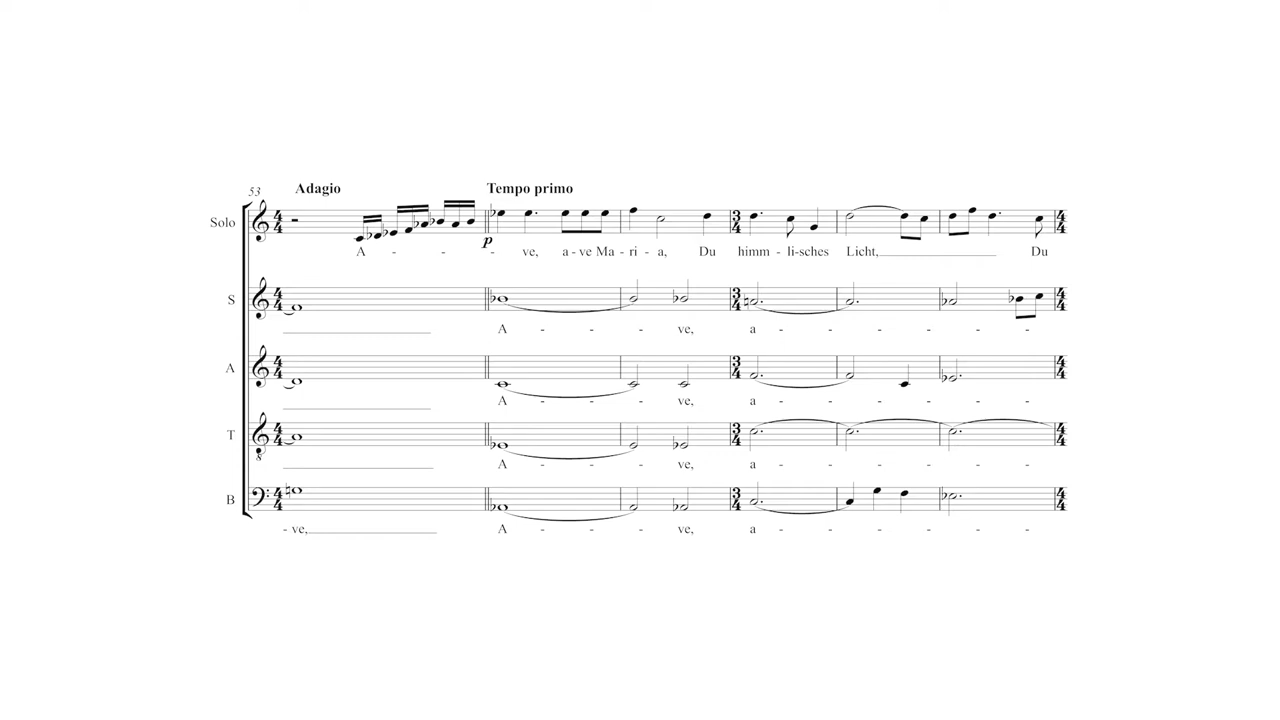 53 Adagio Tempo primo
Solo
p
A - - - ve, a - ve Ma - ri - a, Du himm - li-sches Licht, Du
S
A - - - ve, a - - - - -
A
A - - - ve, a - - - - -
T
A - - - ve, a - - - - -
B
- ve, A - - - ve, a - - - - -